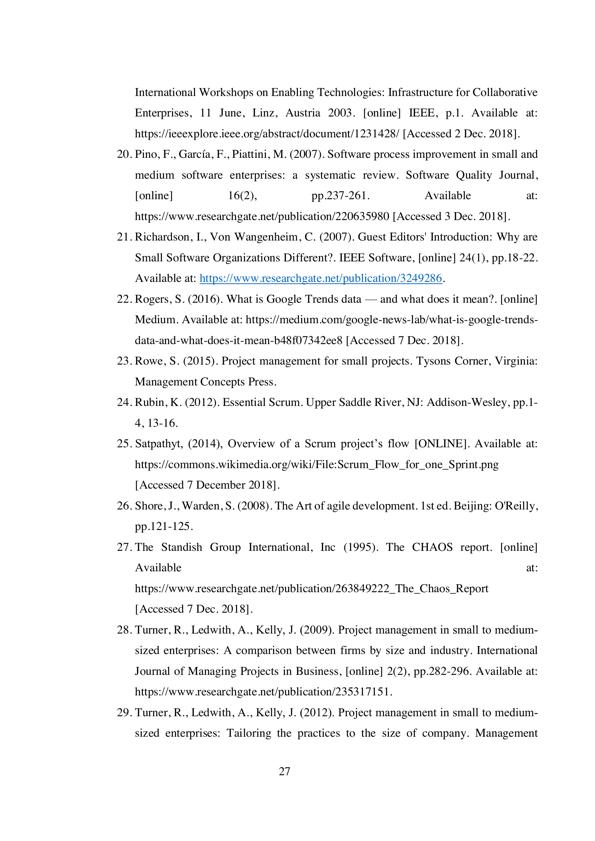 International Workshops on Enabling Technologies: Infrastructure for Collaborative
Enterprises, 11 June, Linz, Austria 2003. [online] IEEE, p.1. Available at:
https://ieeexplore.ieee.org/abstract/document/1231428/ [Accessed 2 Dec. 2018].
20. Pino, F., García, F., Piattini, M. (2007). Software process improvement in small and
medium software enterprises: a systematic review. Software Quality Journal,
[online] 16(2), pp.237-261. Available at:
https://www.researchgate.net/publication/220635980 [Accessed 3 Dec. 2018].
21. Richardson, I., Von Wangenheim, C. (2007). Guest Editors' Introduction: Why are
Small Software Organizations Different?. IEEE Software, [online] 24(1), pp.18-22.
Available at: https://www.researchgate.net/publication/3249286.
22. Rogers, S. (2016). What is Google Trends data — and what does it mean?. [online]
Medium. Available at: https://medium.com/google-news-lab/what-is-google-trends-
data-and-what-does-it-mean-b48f07342ee8 [Accessed 7 Dec. 2018].
23. Rowe, S. (2015). Project management for small projects. Tysons Corner, Virginia:
Management Concepts Press.
24. Rubin, K. (2012). Essential Scrum. Upper Saddle River, NJ: Addison-Wesley, pp.1-
4, 13-16.
25. Satpathyt, (2014), Overview of a Scrum project’s flow [ONLINE]. Available at:
https://commons.wikimedia.org/wiki/File:Scrum_Flow_for_one_Sprint.png
[Accessed 7 December 2018].
26. Shore, J., Warden, S. (2008). The Art of agile development. 1st ed. Beijing: O'Reilly,
pp.121-125.
27. The Standish Group International, Inc (1995). The CHAOS report. [online]
Available at:
https://www.researchgate.net/publication/263849222_The_Chaos_Report
[Accessed 7 Dec. 2018].
28. Turner, R., Ledwith, A., Kelly, J. (2009). Project management in small to medium-
sized enterprises: A comparison between firms by size and industry. International
Journal of Managing Projects in Business, [online] 2(2), pp.282-296. Available at:
https://www.researchgate.net/publication/235317151.
29. Turner, R., Ledwith, A., Kelly, J. (2012). Project management in small to medium-
sized enterprises: Tailoring the practices to the size of company. Management
27